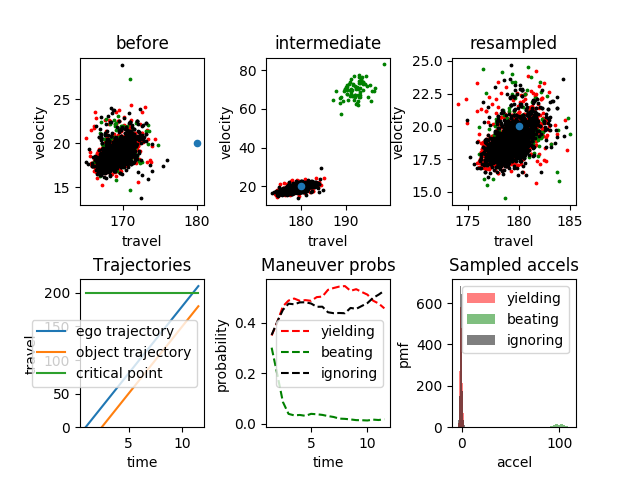 before
intermediate
resampled
25
20
15
velocity
170
180
travel
80
60
40
20
velocity
180
190
travel
25.0
22.5
20.0
17.5
15.0
velocity
175
180
185
travel
Trajectories
Maneuver probs
Sampled accels
200
150
100
50
0
travel
ego trajectory
object trajectory
critical point
5
10
time
0.4
0.2
0.0
probability
yielding
beating
ignoring
5
10
time
600
400
200
0
pmf
yielding
beating
ignoring
0
100
accel